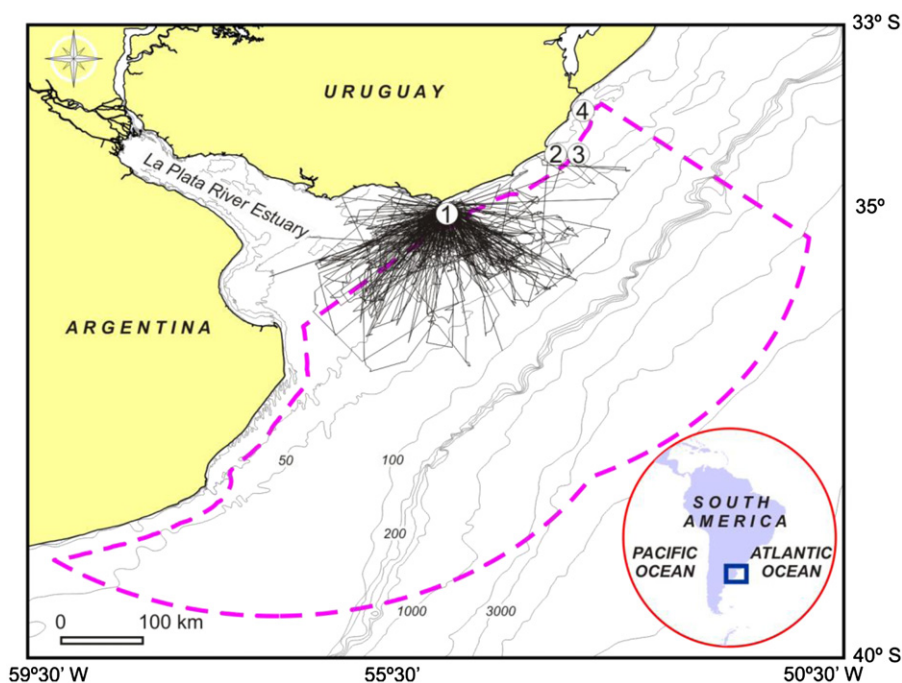 33º S
URUGUAY
4
2 3
La Plata River Estuary
1
35º
ARGENTINA
50
100
200
SOUTH
AMERICA
PACIFIC
OCEAN
ATLANTIC
OCEAN
1000
3000
0 100 km
40º S
59º30' W
55º30'
50º30' W